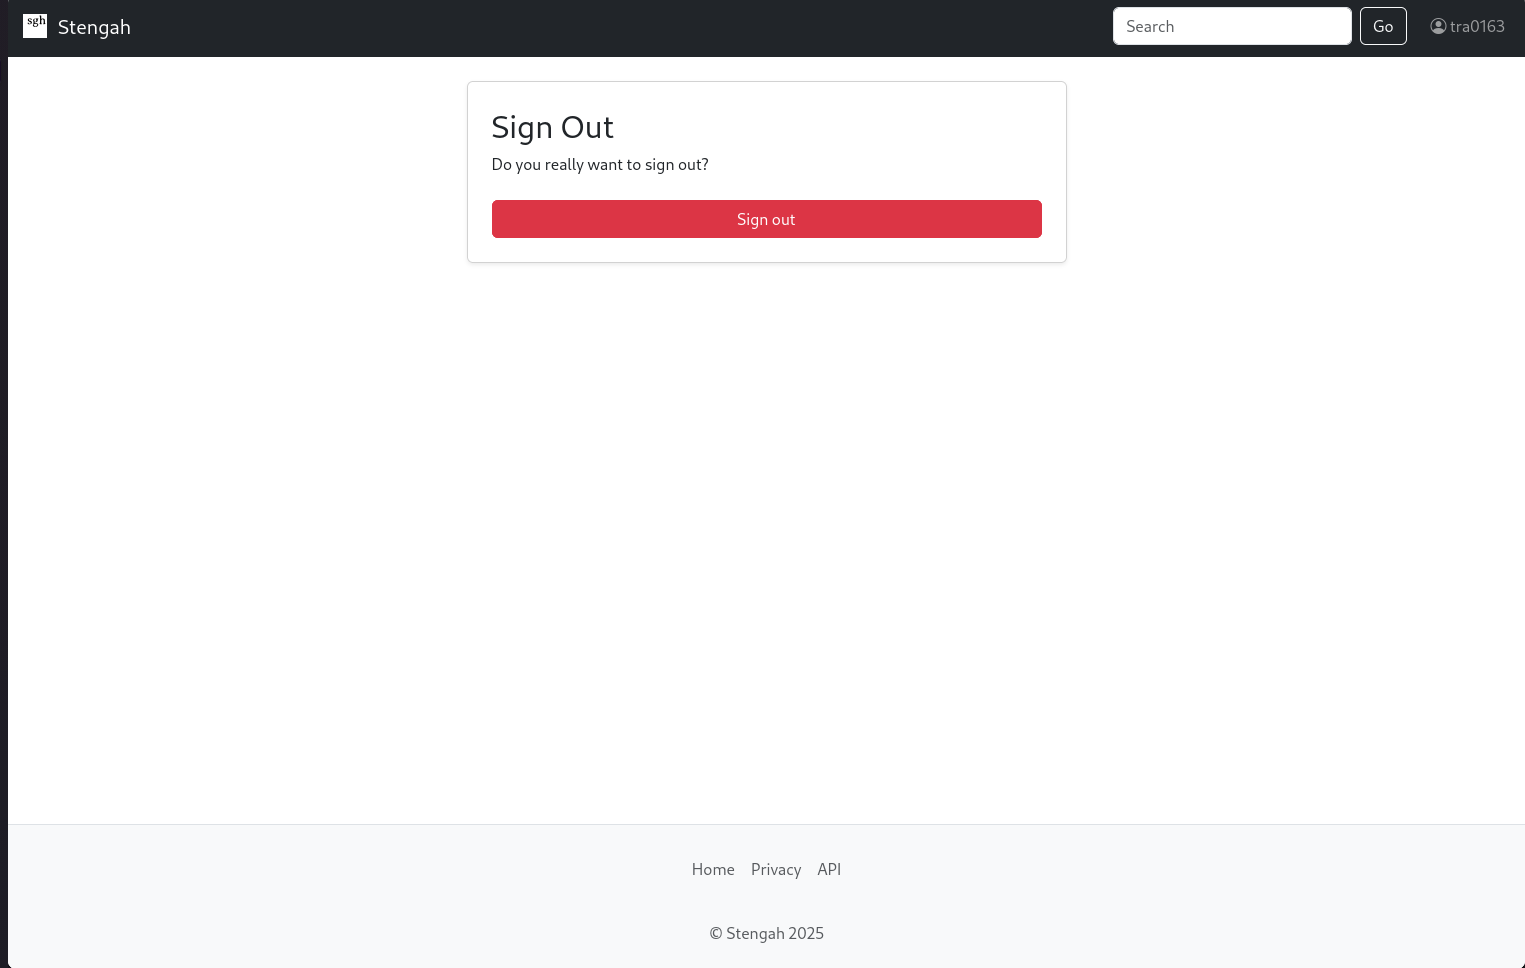 sgh Stengah Search Go tra0163
Sign Out
Do you really want to sign out?
Sign out
Home Privacy API
© Stengah 2025